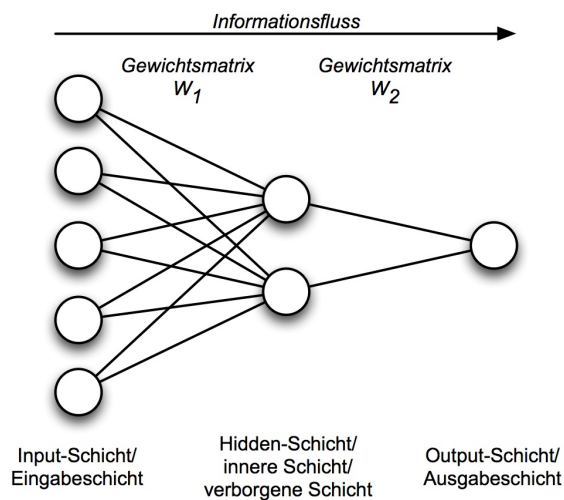 Informationsfluss
Gewichtsmatrix
W1
Gewichtsmatrix
W2
Input-Schicht/
Eingabeschicht
Hidden-Schicht/
innere Schicht/
verborgene Schicht
Output-Schicht/
Ausgabeschicht